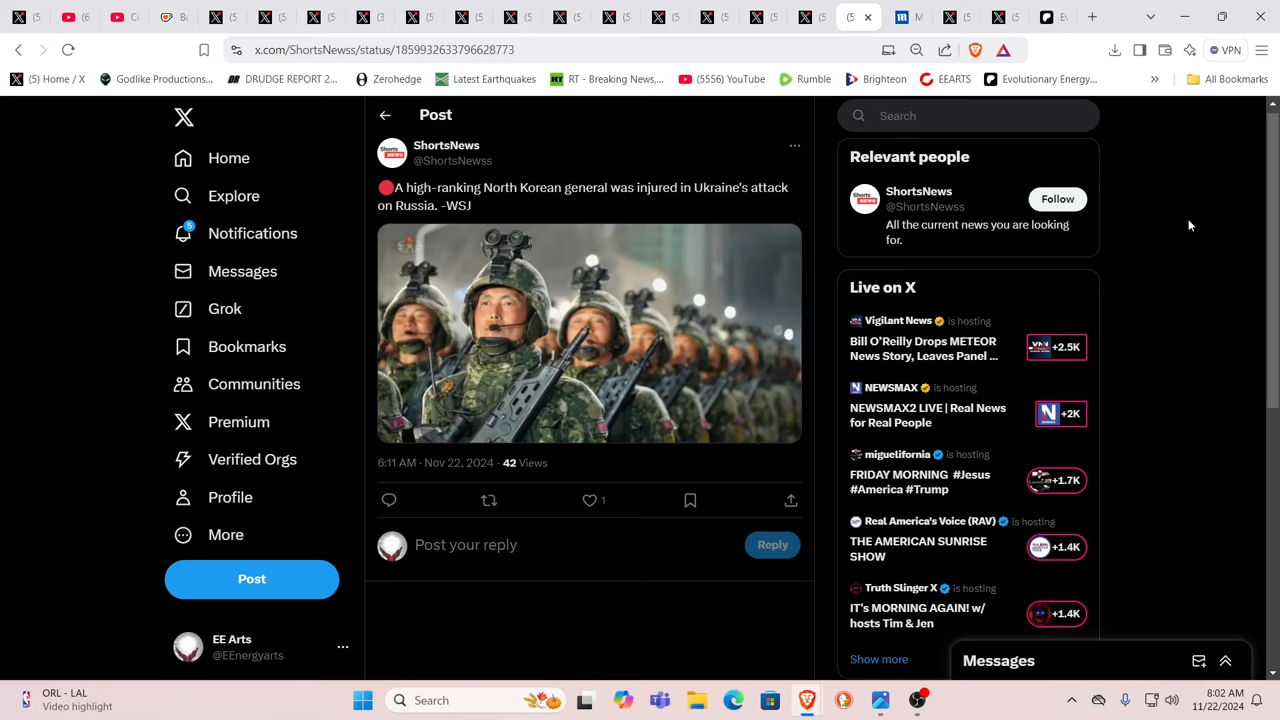 x.com/ShortsNewss/status/1859932633796628773
VPN
(5) Home / X
Godlike Productions...
DRUDGE REPORT 2...
Zerohedge
Latest Earthquakes
RT - Breaking News,...
(5550) YouTube
Rumble
Brighteon
EEARTS
Evolutionary Energy...
All Bookmarks
Home
Explore
5
Notifications
Messages
Grok
Bookmarks
Communities
Premium
Verified Orgs
Profile
More
Post
EE Arts
@EEnergyarts
Post
ShortsNews
@ShortsNewss
🔴A high-ranking North Korean general was injured in Ukraine's attack
on Russia. -WSJ
6:11 AM · Nov 22, 2024 · 42 Views
1
Post your reply
Reply
Search
Relevant people
ShortsNews
@ShortsNewss
Follow
All the current news you are looking
for.
Live on X
Vigilant News is hosting
Bill O'Reilly Drops METEOR
News Story, Leaves Panel ...
+2.5K
NEWSMAX is hosting
NEWSMAX2 LIVE | Real News
for Real People
+2K
miguelifornia is hosting
FRIDAY MORNING #Jesus
#America #Trump
+1.7K
Real America's Voice (RAV) is hosting
THE AMERICAN SUNRISE
SHOW
+1.4K
Truth Slinger X is hosting
IT'S MORNING AGAIN! w/
hosts Tim & Jen
+1.4K
Show more
Messages
ORL - LAL
Video highlight
Search
8:02 AM
11/22/2024